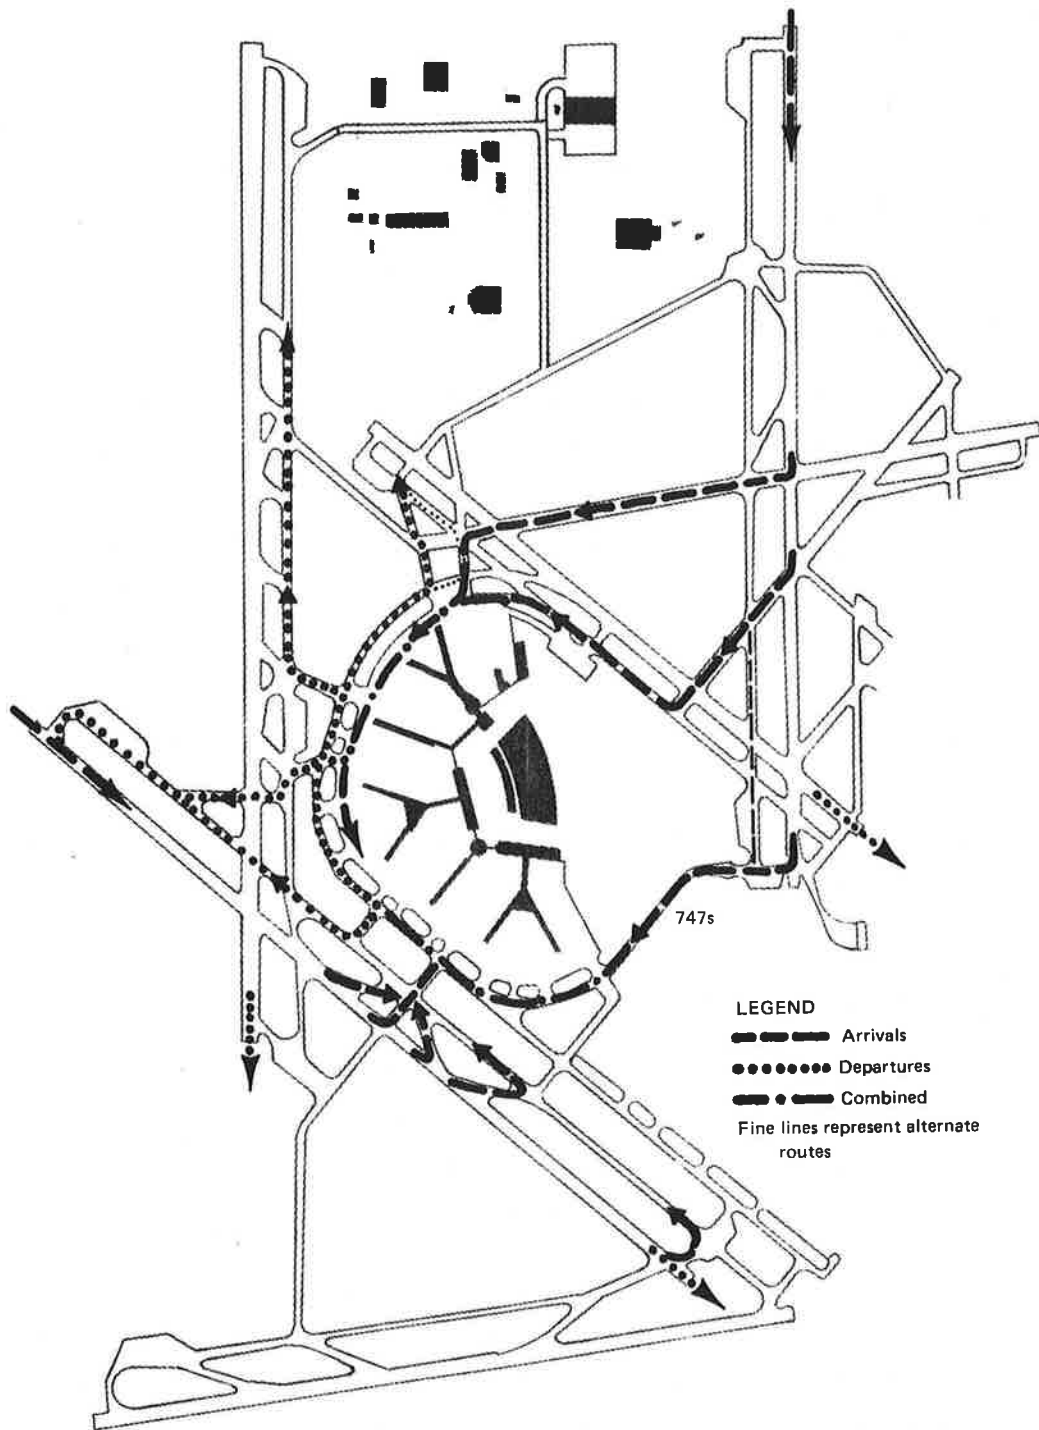 747s
LEGEND
Arrivals
Departures
Combined
Fine lines represent alternate
routes